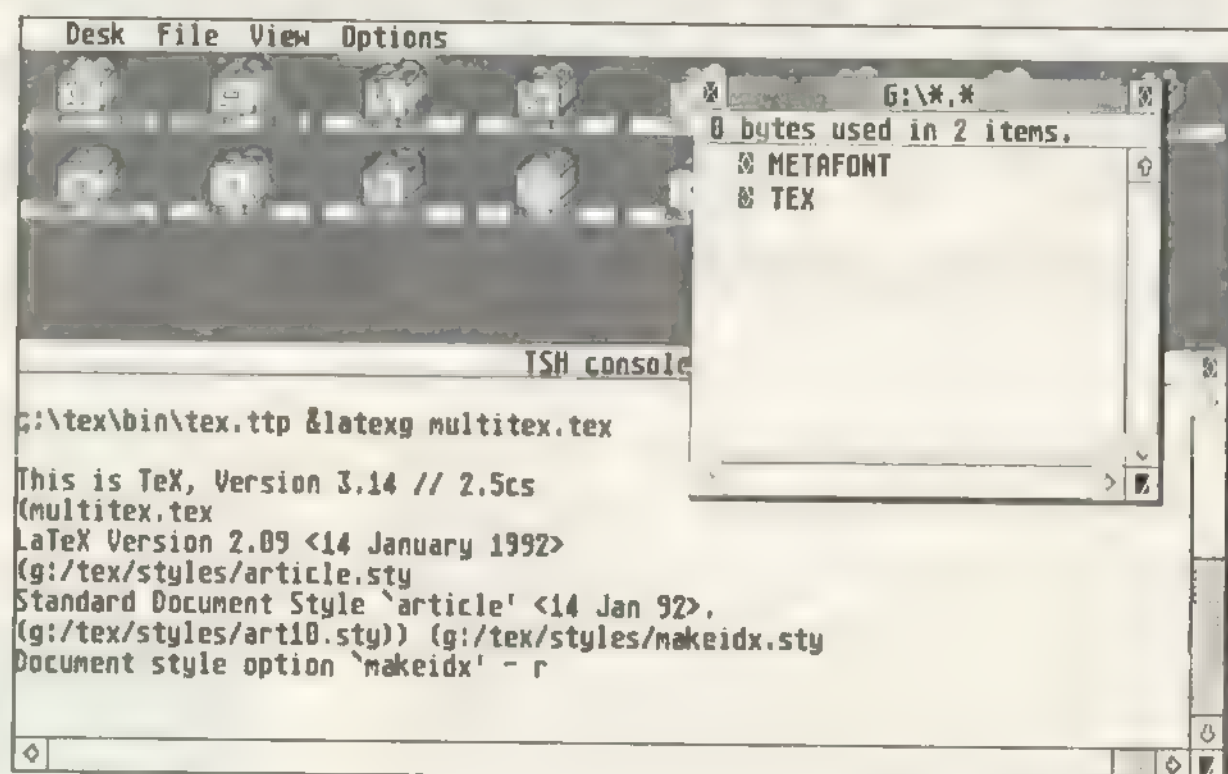 Desk File View Options
G:\*.*
0 bytes used in 2 items.
METAFONT
TEX
TSH console
g:\tex\bin\tex.ttp &latexg multitex.tex
This is TeX, Version 3.14 // 2.5cs
(multitex.tex
LaTeX Version 2.09 <14 January 1992>
(g:/tex/styles/article.sty
Standard Document Style `article' <14 Jan 92>.
(g:/tex/styles/art10.sty)) (g:/tex/styles/makeidx.sty
Document style option `makeidx' - r